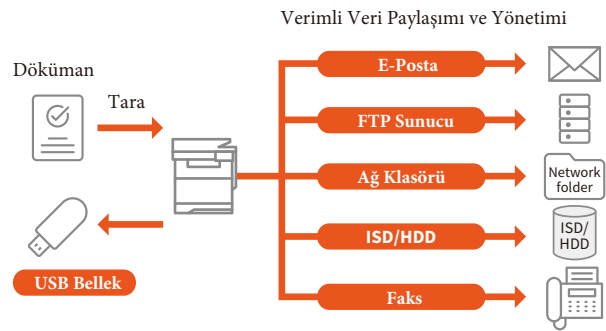 Verimli Veri Paylaşımı ve Yönetimi
Döküman
Tara
USB Bellek
E-Posta
FTP Sunucu
Ağ Klasörü
Network
folder
ISD/HDD
ISD/
HDD
Faks